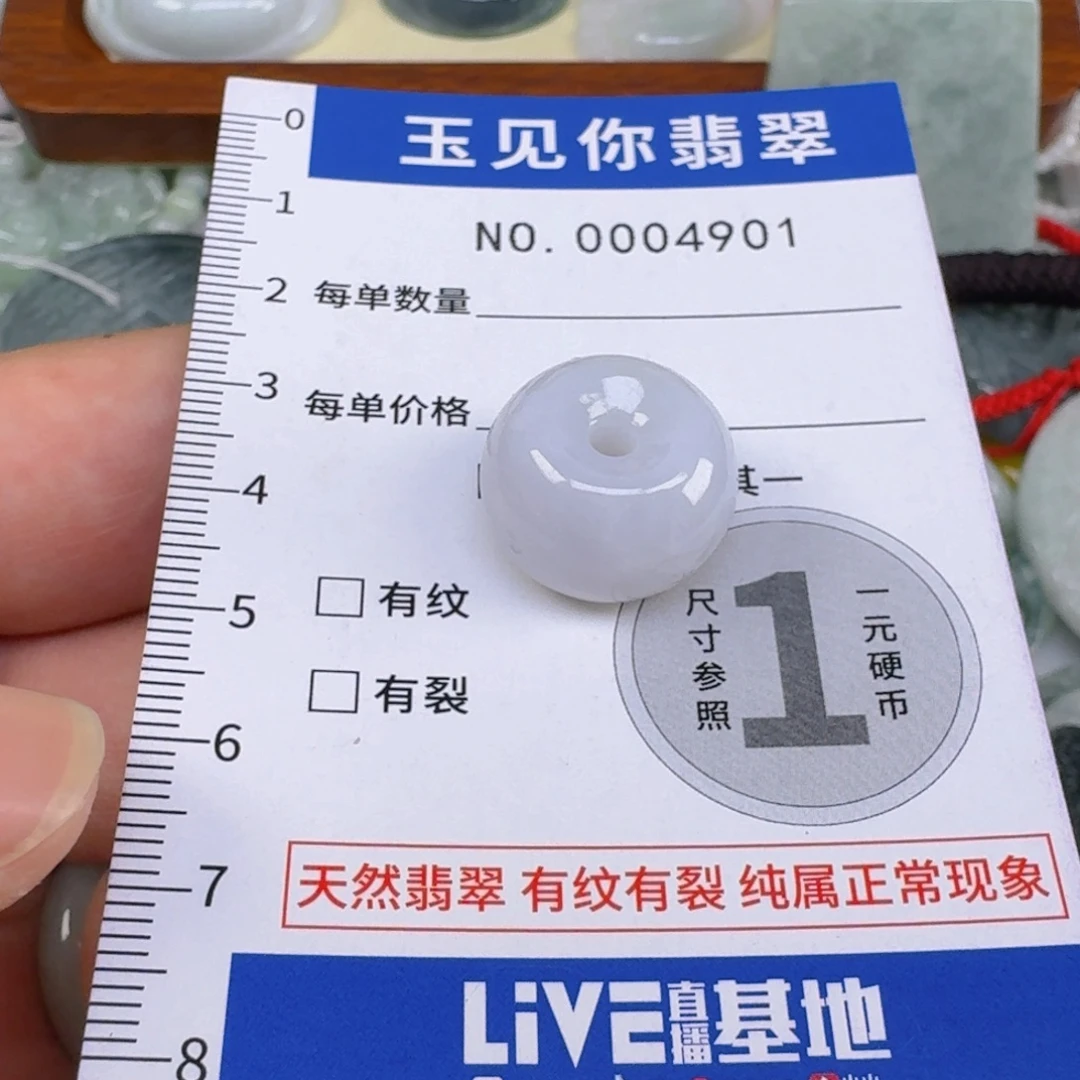 玉见你翡翠
NO. 0004901
0
1
2
3
4
5
6
7
8
每单数量
每单价格
其一
有纹
有裂
尺寸参照
1
一元硬币
天然翡翠 有纹有裂 纯属正常现象
LiVE直播基地